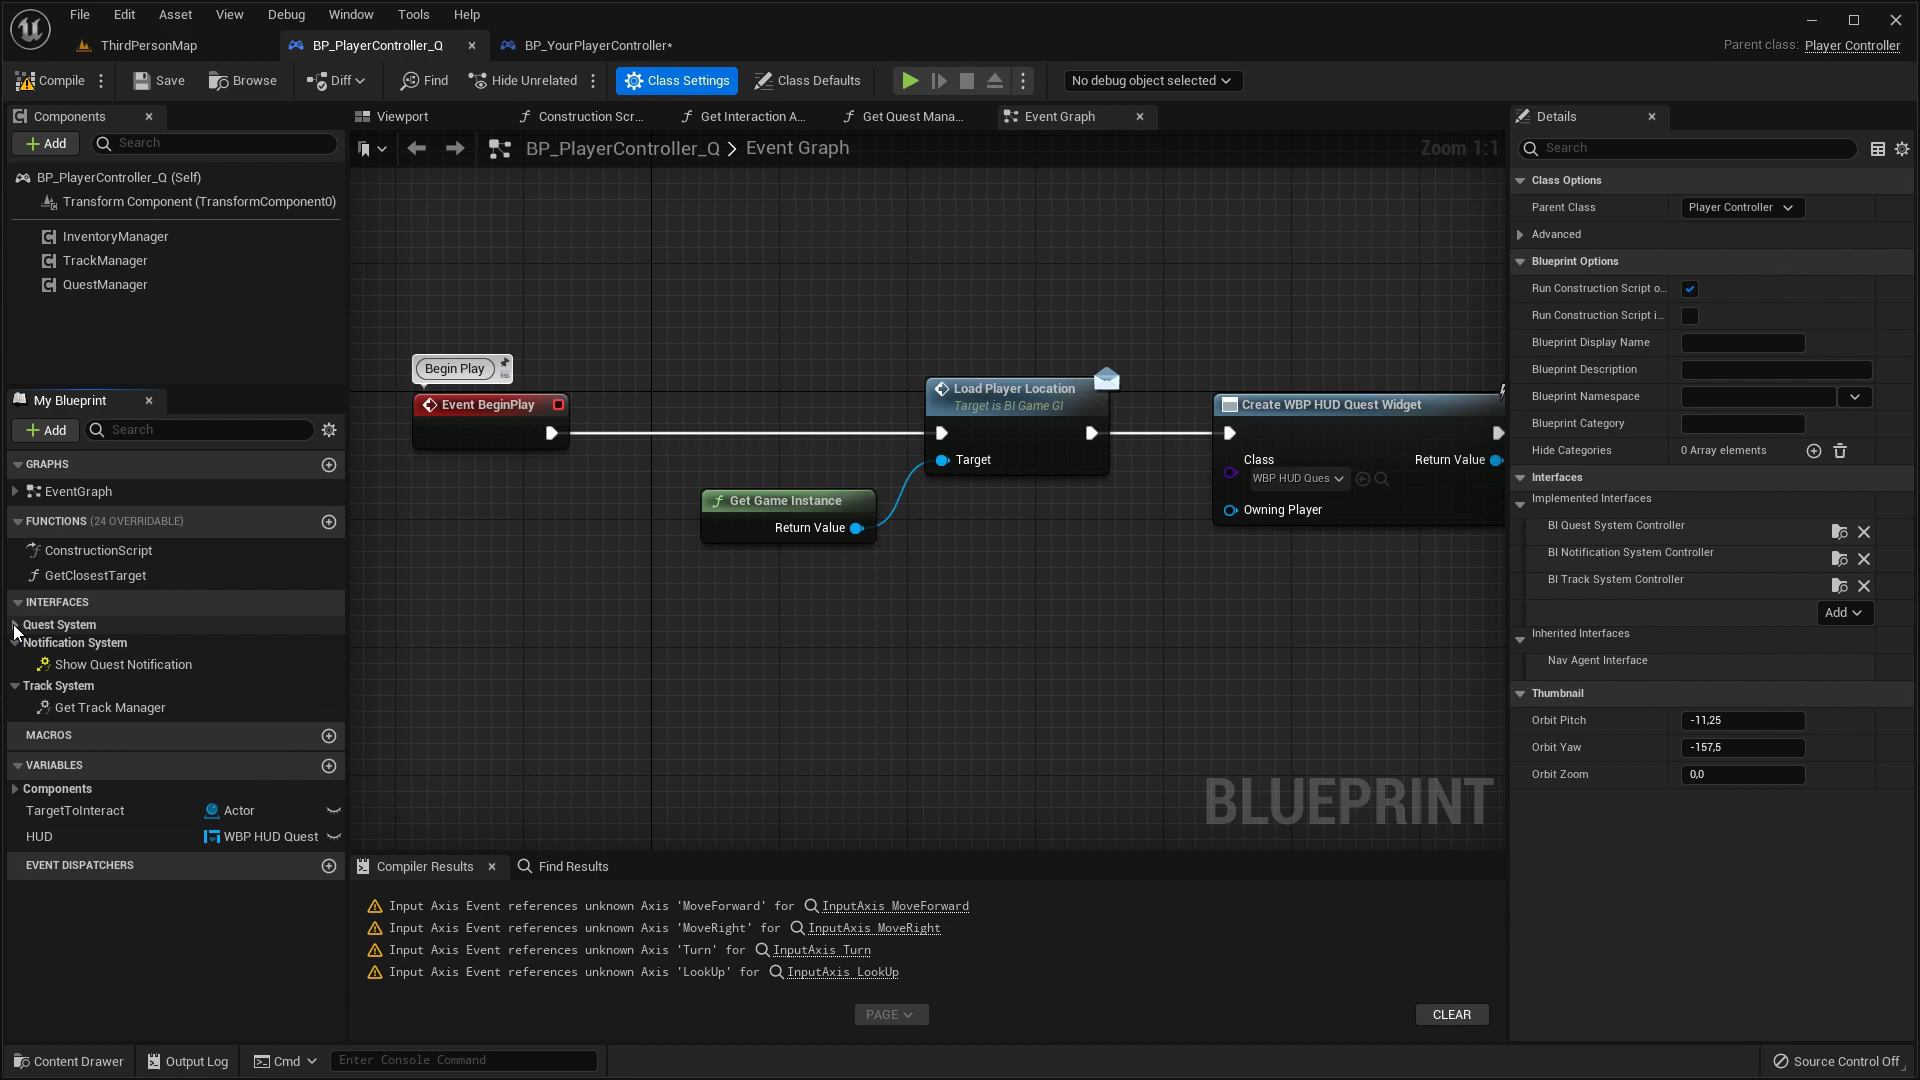 File Edit Asset View Debug Window Tools Help
ThirdPersonMap BP_PlayerController_Q BP_YourPlayerController* Parent class: Player Controller
Compile Save Browse Diff Find Hide Unrelated Class Settings Class Defaults No debug object selected
Components
Add Search
BP_PlayerController_Q (Self)
Transform Component (TransformComponent0)
InventoryManager
TrackManager
QuestManager
My Blueprint
Add Search
GRAPHS
EventGraph
FUNCTIONS (24 OVERRIDABLE)
ConstructionScript
GetClosestTarget
INTERFACES
Quest System
Notification System
Show Quest Notification
Track System
Get Track Manager
MACROS
VARIABLES
Components
TargetToInteract Actor
HUD WBP HUD Quest
EVENT DISPATCHERS
Viewport Construction Scr... Get Interaction A... Get Quest Mana... Event Graph
BP_PlayerController_Q > Event Graph Zoom 1:1
Begin Play
Event BeginPlay
Load Player Location
Target is BI Game GI
Target
Get Game Instance
Return Value
Create WBP HUD Quest Widget
Class Return Value
WBP HUD Ques
Owning Player
BLUEPRINT
Compiler Results Find Results
Input Axis Event references unknown Axis 'MoveForward' for InputAxis MoveForward
Input Axis Event references unknown Axis 'MoveRight' for InputAxis MoveRight
Input Axis Event references unknown Axis 'Turn' for InputAxis Turn
Input Axis Event references unknown Axis 'LookUp' for InputAxis LookUp
PAGE CLEAR
Details
Search
Class Options
Parent Class Player Controller
Advanced
Blueprint Options
Run Construction Script o...
Run Construction Script i...
Blueprint Display Name
Blueprint Description
Blueprint Namespace
Blueprint Category
Hide Categories 0 Array elements
Interfaces
Implemented Interfaces
BI Quest System Controller
BI Notification System Controller
BI Track System Controller
Add
Inherited Interfaces
Nav Agent Interface
Thumbnail
Orbit Pitch -11,25
Orbit Yaw -157,5
Orbit Zoom 0,0
Content Drawer Output Log Cmd Enter Console Command Source Control Off